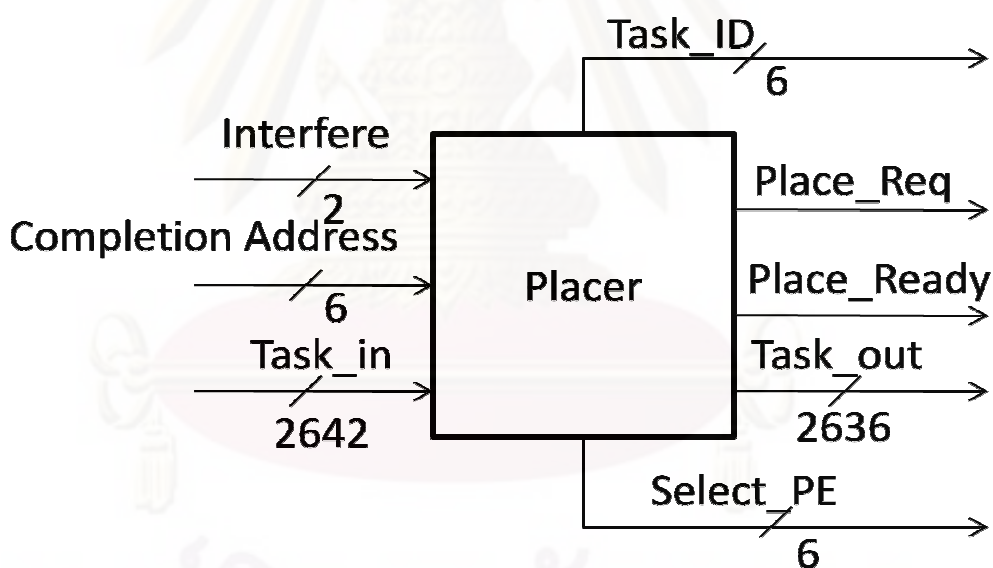 Task_ID
6
Interfere
2
Place_Req
Completion Address
6
Placer
Place_Ready
Task_in
2642
Task_out
2636
Select_PE
6